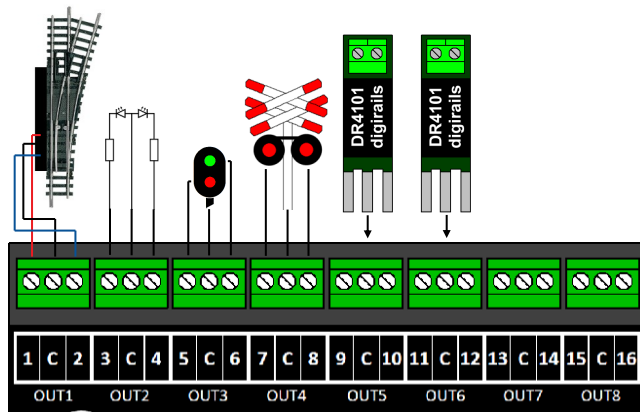 DR4101
digirails
DR4101
digirails
1 C 2 3 C 4 5 C 6 7 C 8 9 C 10 11 C 12 13 C 14 15 C 16
OUT1 OUT2 OUT3 OUT4 OUT5 OUT6 OUT7 OUT8